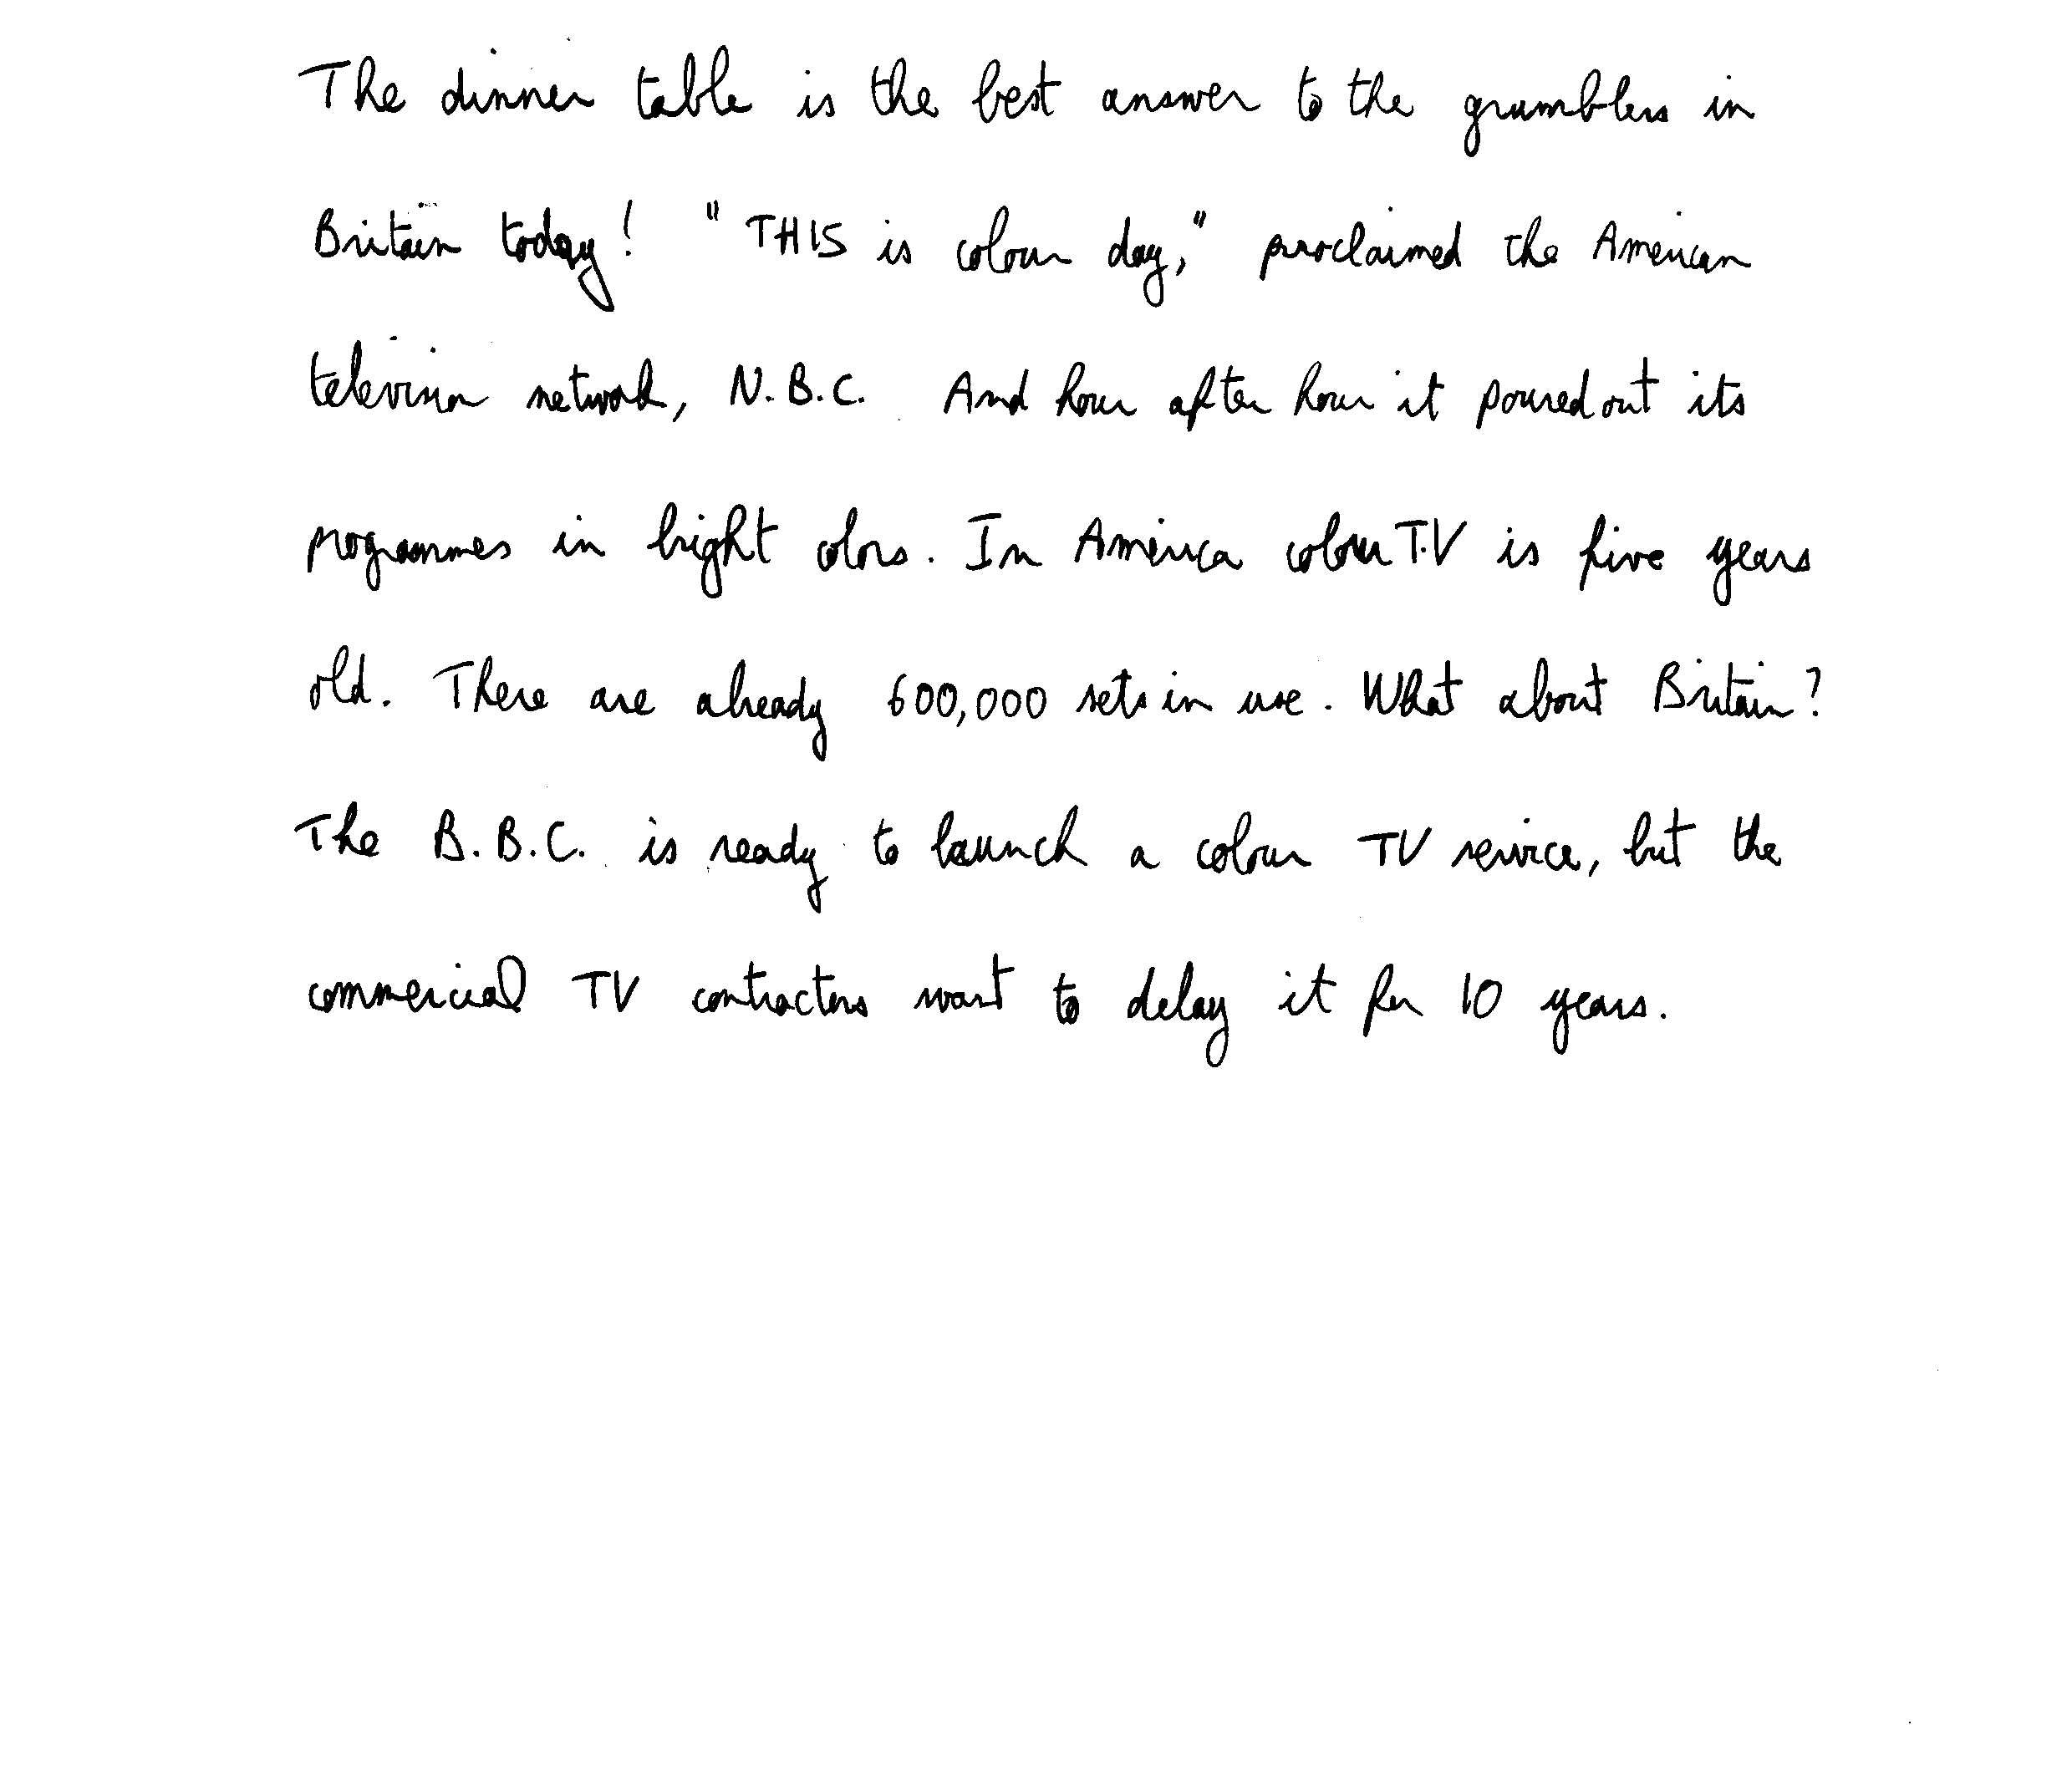 The dinner table is the best answer to the grumblers in
Britain today! "THIS is colour day," proclaimed the American
television network, N.B.C. And hour after hour it poured out its
programmes in bright colors. In America colour T.V is five years
old. There are already 600,000 sets in use. What about Britain?
The B.B.C. is ready to launch a colour TV service, but the
commercial TV contractors want to delay it for 10 years.